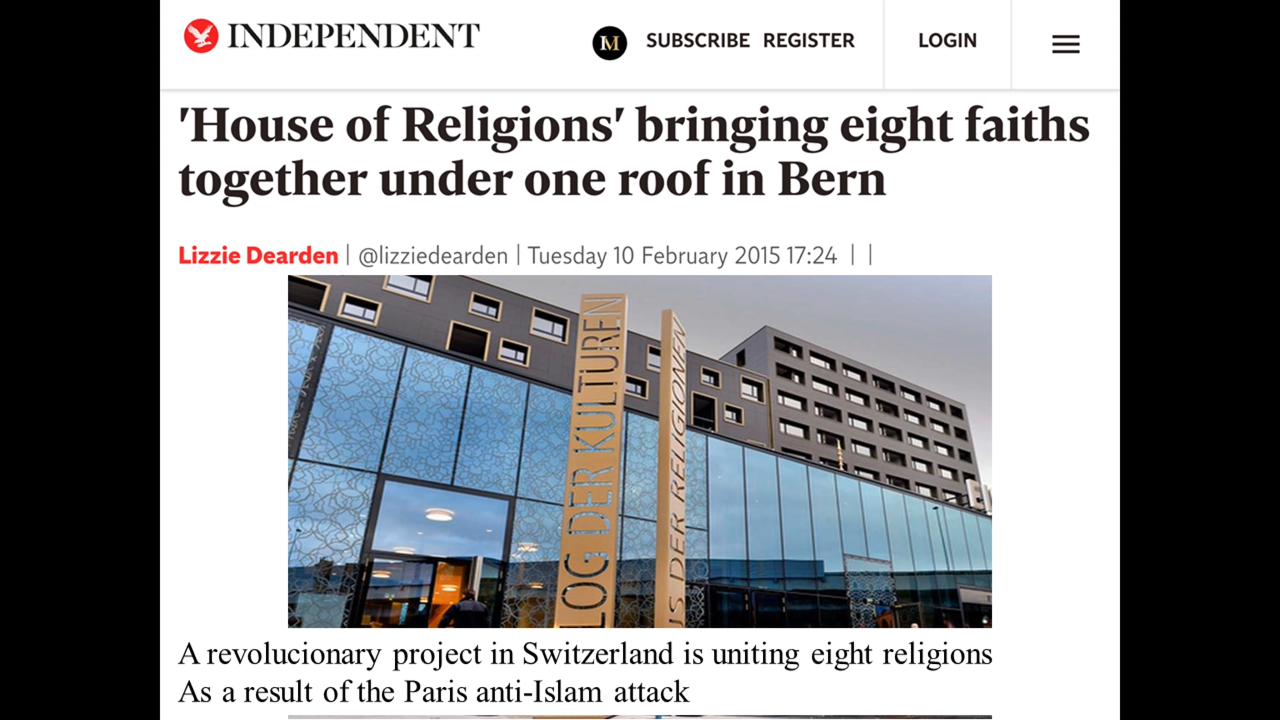 INDEPENDENT
SUBSCRIBE REGISTER
LOGIN
'House of Religions' bringing eight faiths
together under one roof in Bern
Lizzie Dearden | @lizziedearden | Tuesday 10 February 2015 17:24 | |
LOG DER KULTUREN
US DER RELIGIONEN
A revolucionary project in Switzerland is uniting eight religions
As a result of the Paris anti-Islam attack